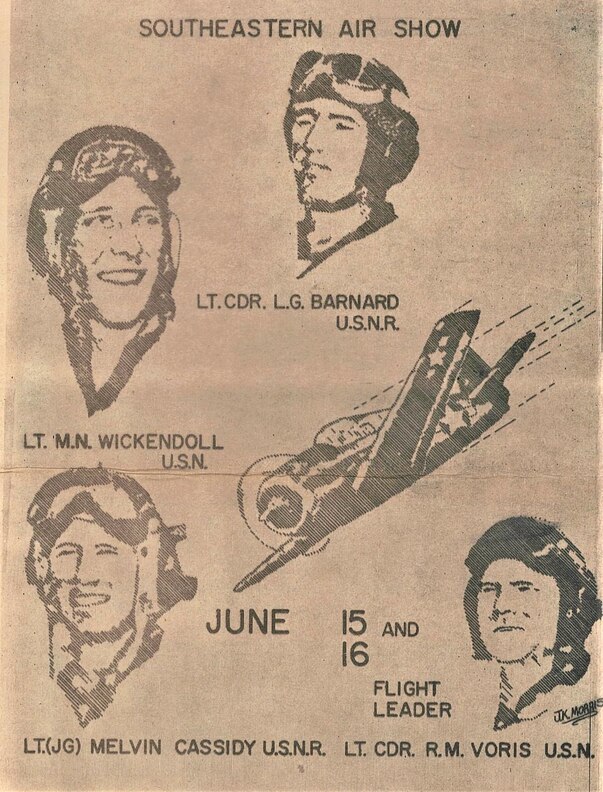 SOUTHEASTERN AIR SHOW
LT. CDR. L.G. BARNARD
U.S.N.R.
LT. M.N. WICKENDOLL
U.S.N.
JUNE 15 AND
16
FLIGHT
LEADER
J.K. MORRIS
LT.(JG) MELVIN CASSIDY U.S.N.R.
LT. CDR. R.M. VORIS U.S.N.